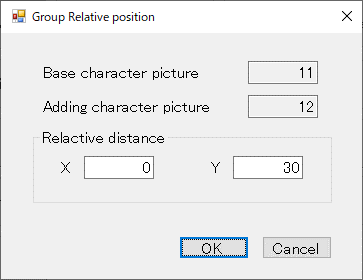 Group Relative position
Base character picture 11
Adding character picture 12
Relactive distance
X 0 Y 30
OK Cancel